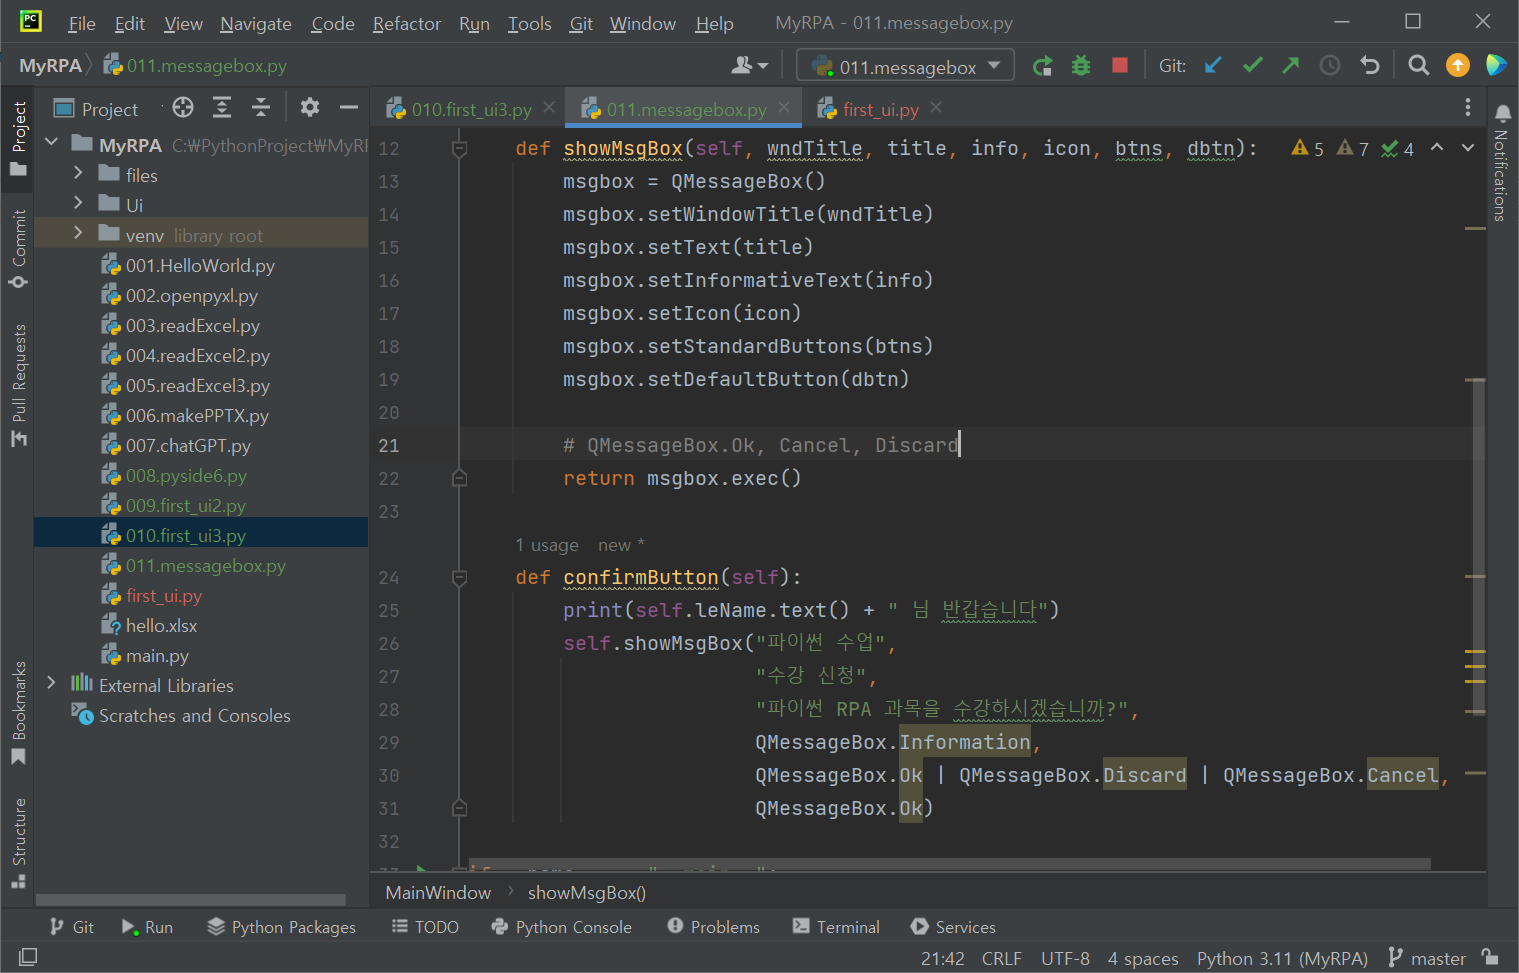 PC File Edit View Navigate Code Refactor Run Tools Git Window Help MyRPA - 011.messagebox.py
MyRPA 011.messagebox.py 011.messagebox Git:
Project 010.first_ui3.py 011.messagebox.py first_ui.py
Project
Commit
Pull Requests
Bookmarks
Structure
MyRPA C:₩PythonProject₩MyRF
files
Ui
venv library root
001.HelloWorld.py
002.openpyxl.py
003.readExcel.py
004.readExcel2.py
005.readExcel3.py
006.makePPTX.py
007.chatGPT.py
008.pyside6.py
009.first_ui2.py
010.first_ui3.py
011.messagebox.py
first_ui.py
hello.xlsx
main.py
External Libraries
Scratches and Consoles
12 def showMsgBox(self, wndTitle, title, info, icon, btns, dbtn): 5 7 4
13 msgbox = QMessageBox()
14 msgbox.setWindowTitle(wndTitle)
15 msgbox.setText(title)
16 msgbox.setInformativeText(info)
17 msgbox.setIcon(icon)
18 msgbox.setStandardButtons(btns)
19 msgbox.setDefaultButton(dbtn)
20
21 # QMessageBox.Ok, Cancel, Discard
22 return msgbox.exec()
23
1 usage new *
24 def confirmButton(self):
25 print(self.leName.text() + " 님 반갑습니다")
26 self.showMsgBox("파이썬 수업",
27 "수강 신청",
28 "파이썬 RPA 과목을 수강하시겠습니까?",
29 QMessageBox.Information,
30 QMessageBox.Ok | QMessageBox.Discard | QMessageBox.Cancel,
31 QMessageBox.Ok)
32
Notifications
MainWindow showMsgBox()
Git Run Python Packages TODO Python Console Problems Terminal Services
21:42 CRLF UTF-8 4 spaces Python 3.11 (MyRPA) master